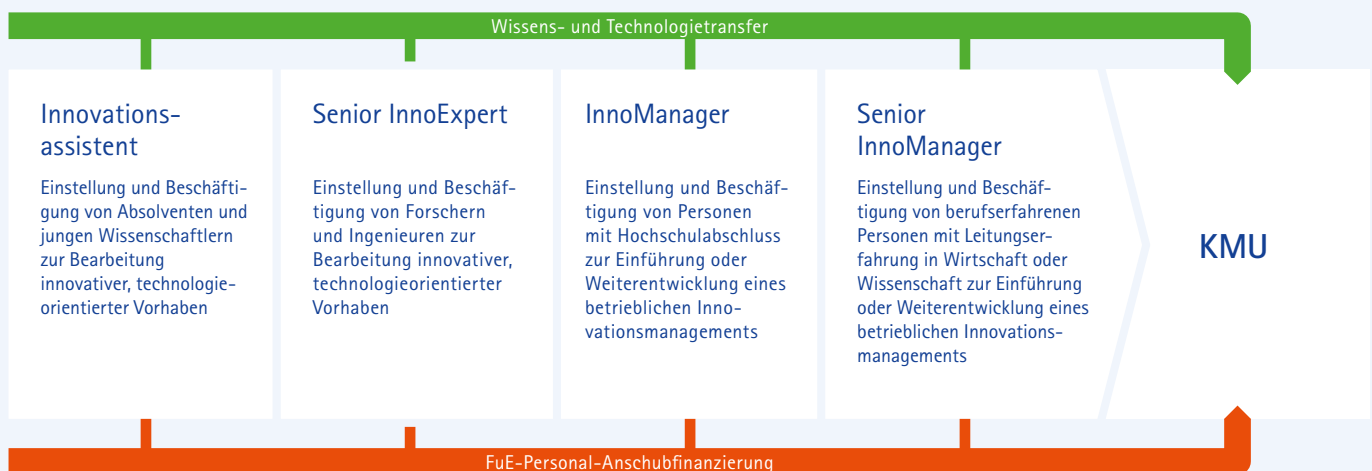 Wissens- und Technologietransfer
Innovations-
assistent
Einstellung und Beschäfti-
gung von Absolventen und
jungen Wissenschaftlern
zur Bearbeitung
innovativer, technologie-
orientierter Vorhaben
Senior InnoExpert
Einstellung und Beschäf-
tigung von Forschern
und Ingenieuren zur
Bearbeitung innovativer,
technologieorientierter
Vorhaben
InnoManager
Einstellung und Beschäf-
tigung von Personen
mit Hochschulabschluss
zur Einführung oder
Weiterentwicklung eines
betrieblichen Inno-
vationsmanagements
Senior
InnoManager
Einstellung und Beschäf-
tigung von berufserfahrenen
Personen mit Leitungser-
fahrung in Wirtschaft oder
Wissenschaft zur Einführung
oder Weiterentwicklung eines
betrieblichen Innovations-
managements
KMU
FuE-Personal-Anschubfinanzierung